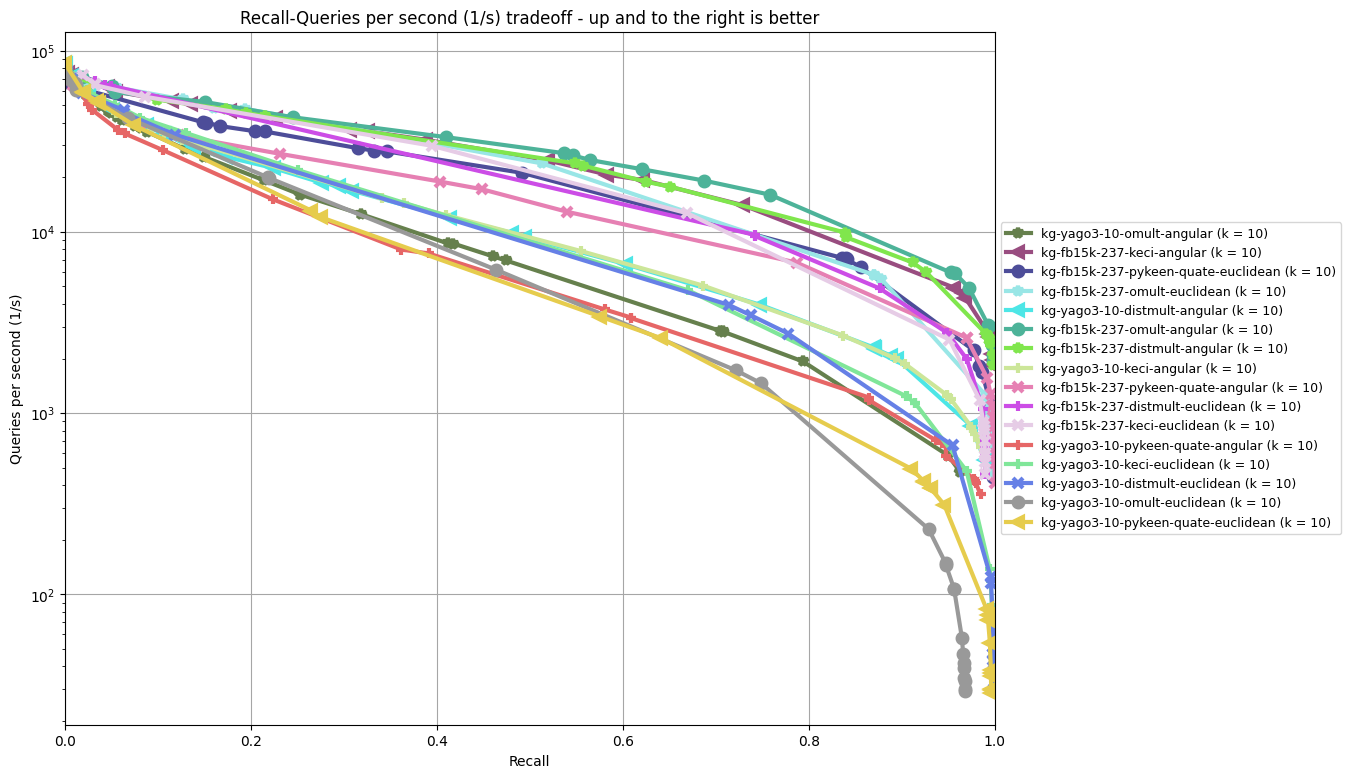 Recall-Queries per second (1/s) tradeoff - up and to the right is better
10^5
10^4
10^3
10^2
Queries per second (1/s)
0.0 0.2 0.4 0.6 0.8 1.0
Recall
kg-yago3-10-omult-angular (k = 10)
kg-fb15k-237-keci-angular (k = 10)
kg-fb15k-237-pykeen-quate-euclidean (k = 10)
kg-fb15k-237-omult-euclidean (k = 10)
kg-yago3-10-distmult-angular (k = 10)
kg-fb15k-237-omult-angular (k = 10)
kg-fb15k-237-distmult-angular (k = 10)
kg-yago3-10-keci-angular (k = 10)
kg-fb15k-237-pykeen-quate-angular (k = 10)
kg-fb15k-237-distmult-euclidean (k = 10)
kg-fb15k-237-keci-euclidean (k = 10)
kg-yago3-10-pykeen-quate-angular (k = 10)
kg-yago3-10-keci-euclidean (k = 10)
kg-yago3-10-distmult-euclidean (k = 10)
kg-yago3-10-omult-euclidean (k = 10)
kg-yago3-10-pykeen-quate-euclidean (k = 10)